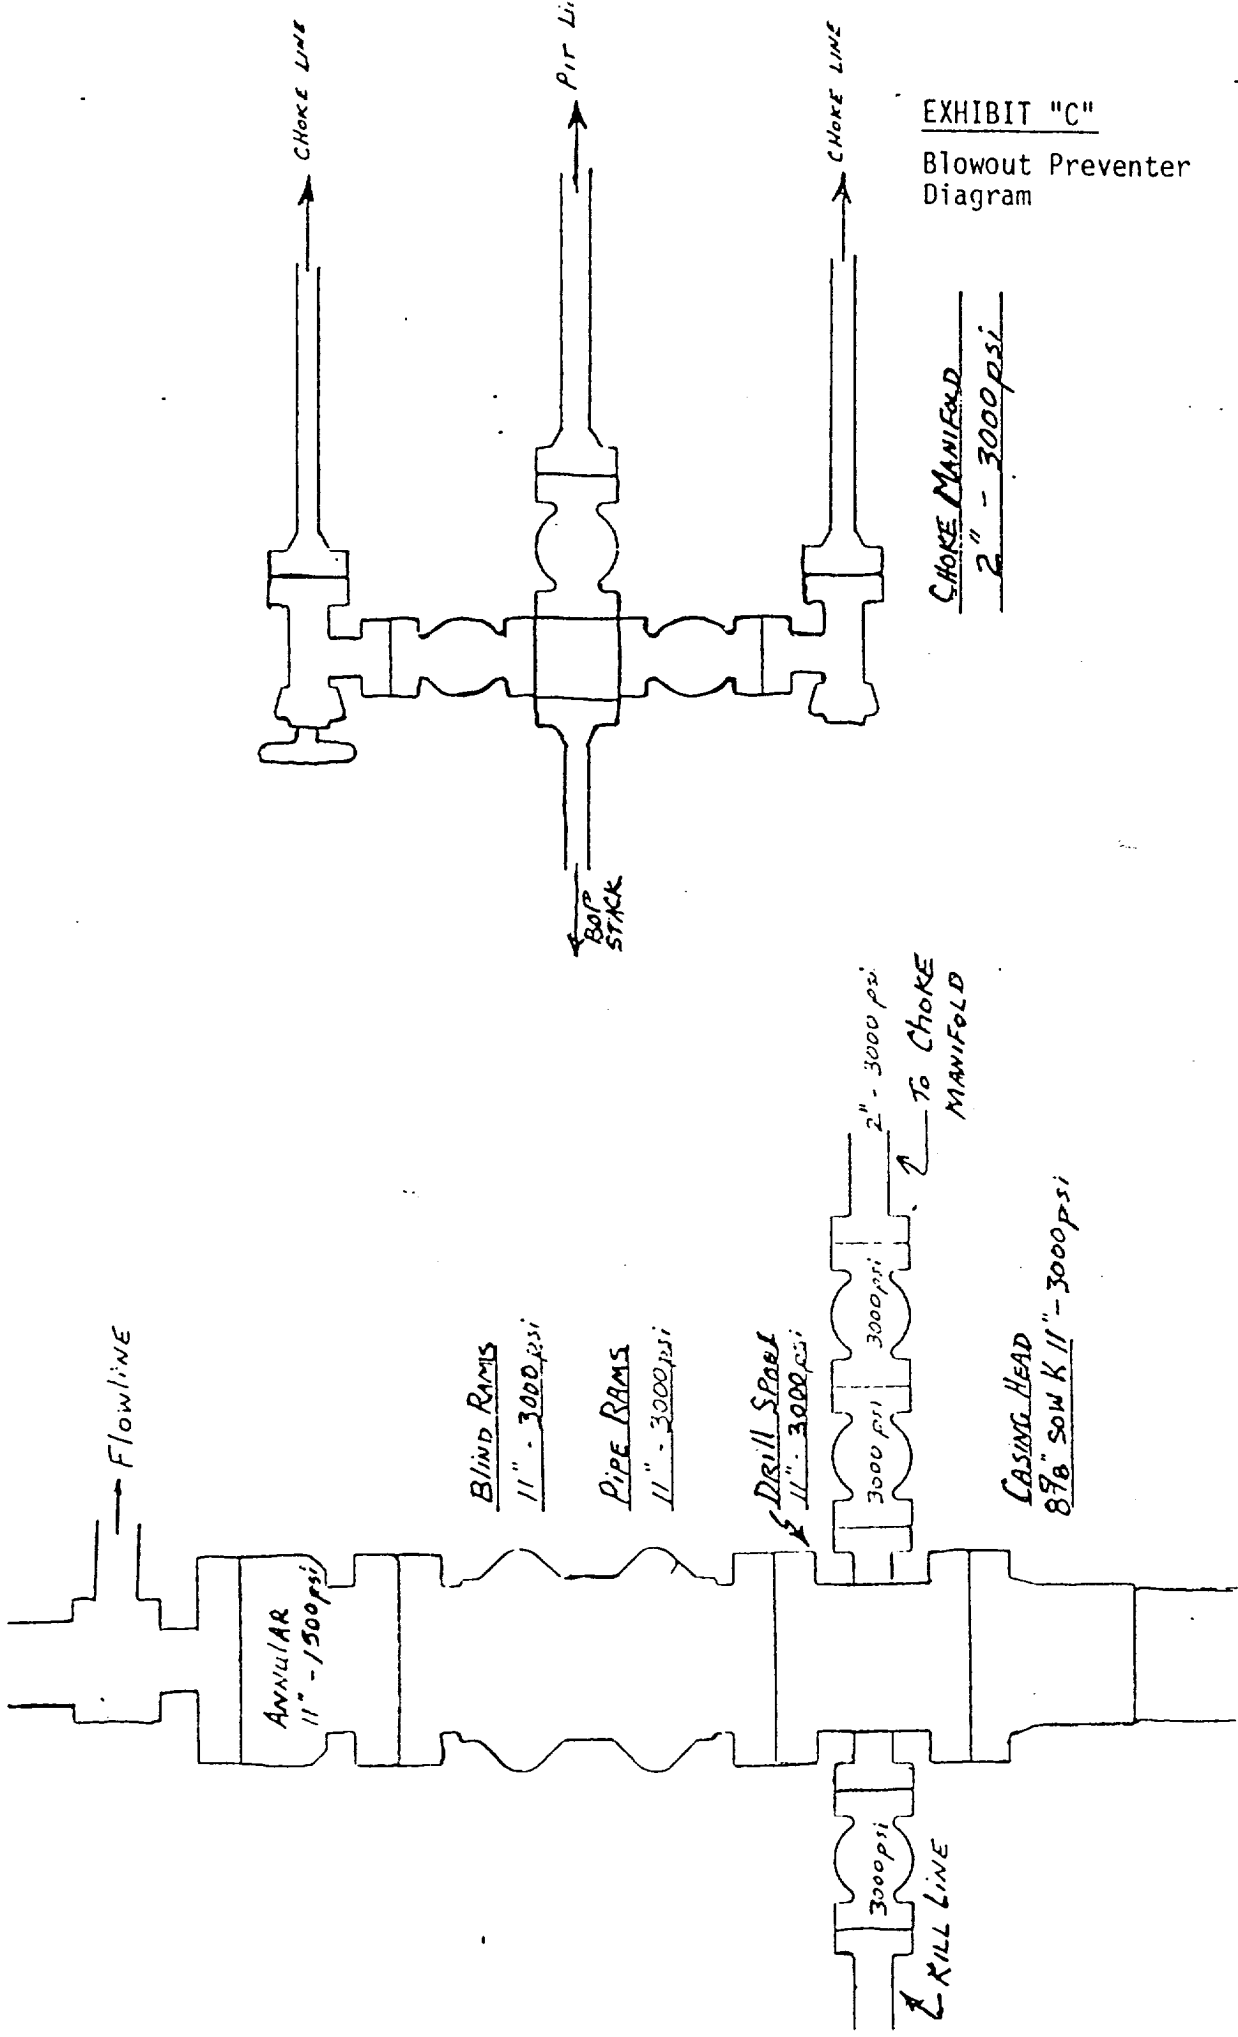 EXHIBIT "C"
Blowout Preventer
Diagram
CHOKE LINE
PIT
CHOKE LINE
CHOKE MANIFOLD
2" - 3000 psi
BOP
STACK
Flowline
ANNULAR
11" - 1500 psi
Blind RAMS
11" - 3000 psi
PIPE RAMS
11" - 3000 psi
DRill SPOOL
11" - 3000 psi
3000 psi
3000 psi
2" - 3000 psi
To CHOKE
MANIFOLD
3000 psi
KILL LINE
CASING HEAD
8 5/8" SOW K 11" - 3000 psi